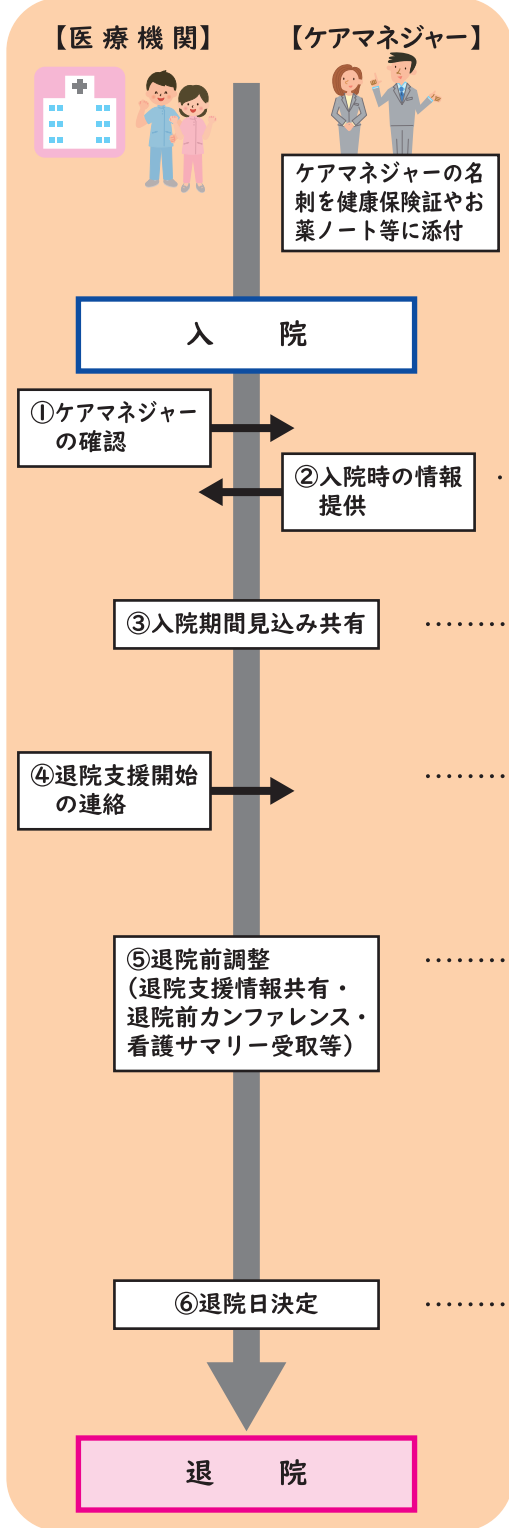 【医療機関】
【ケアマネジャー】
ケアマネジャーの名
刺を健康保険証やお
薬ノート等に添付
入　院
①ケアマネジャー
の確認
②入院時の情報
提供
③入院期間見込み共有
④退院支援開始
の連絡
⑤退院前調整
(退院支援情報共有・
退院前カンファレンス・
看護サマリー受取等)
⑥退院日決定
退　院